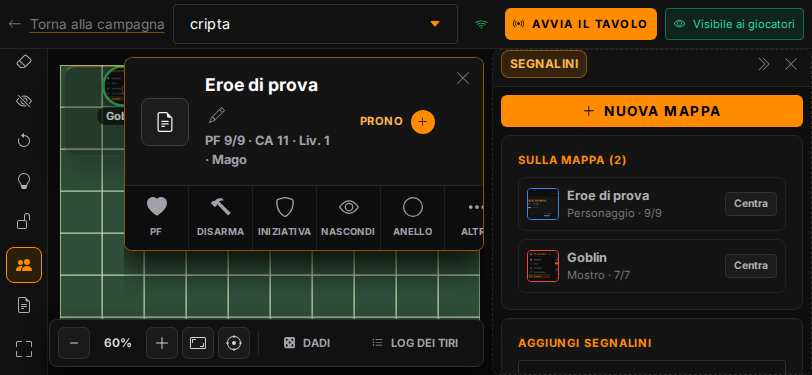 Torna alla campagna
cripta
AVVIA IL TAVOLO
Visibile ai giocatori
Eroe di prova
PRONO
PF 9/9 · CA 11 · Liv. 1
· Mago
PF
DISARMA
INIZIATIVA
NASCONDI
ANELLO
60%
DADI
LOG DEI TIRI
SEGNALINI
NUOVA MAPPA
SULLA MAPPA (2)
Eroe di prova
Personaggio · 9/9
Centra
Goblin
Mostro · 7/7
Centra
AGGIUNGI SEGNALINI